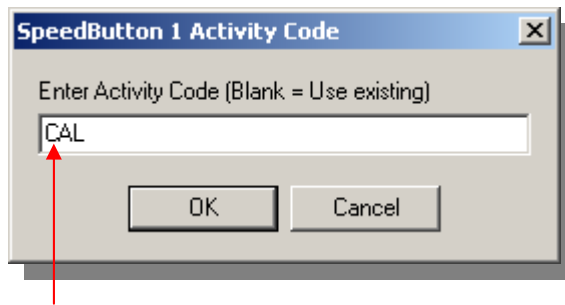 SpeedButton 1 Activity Code
Enter Activity Code (Blank = Use existing)
CAL
OK Cancel